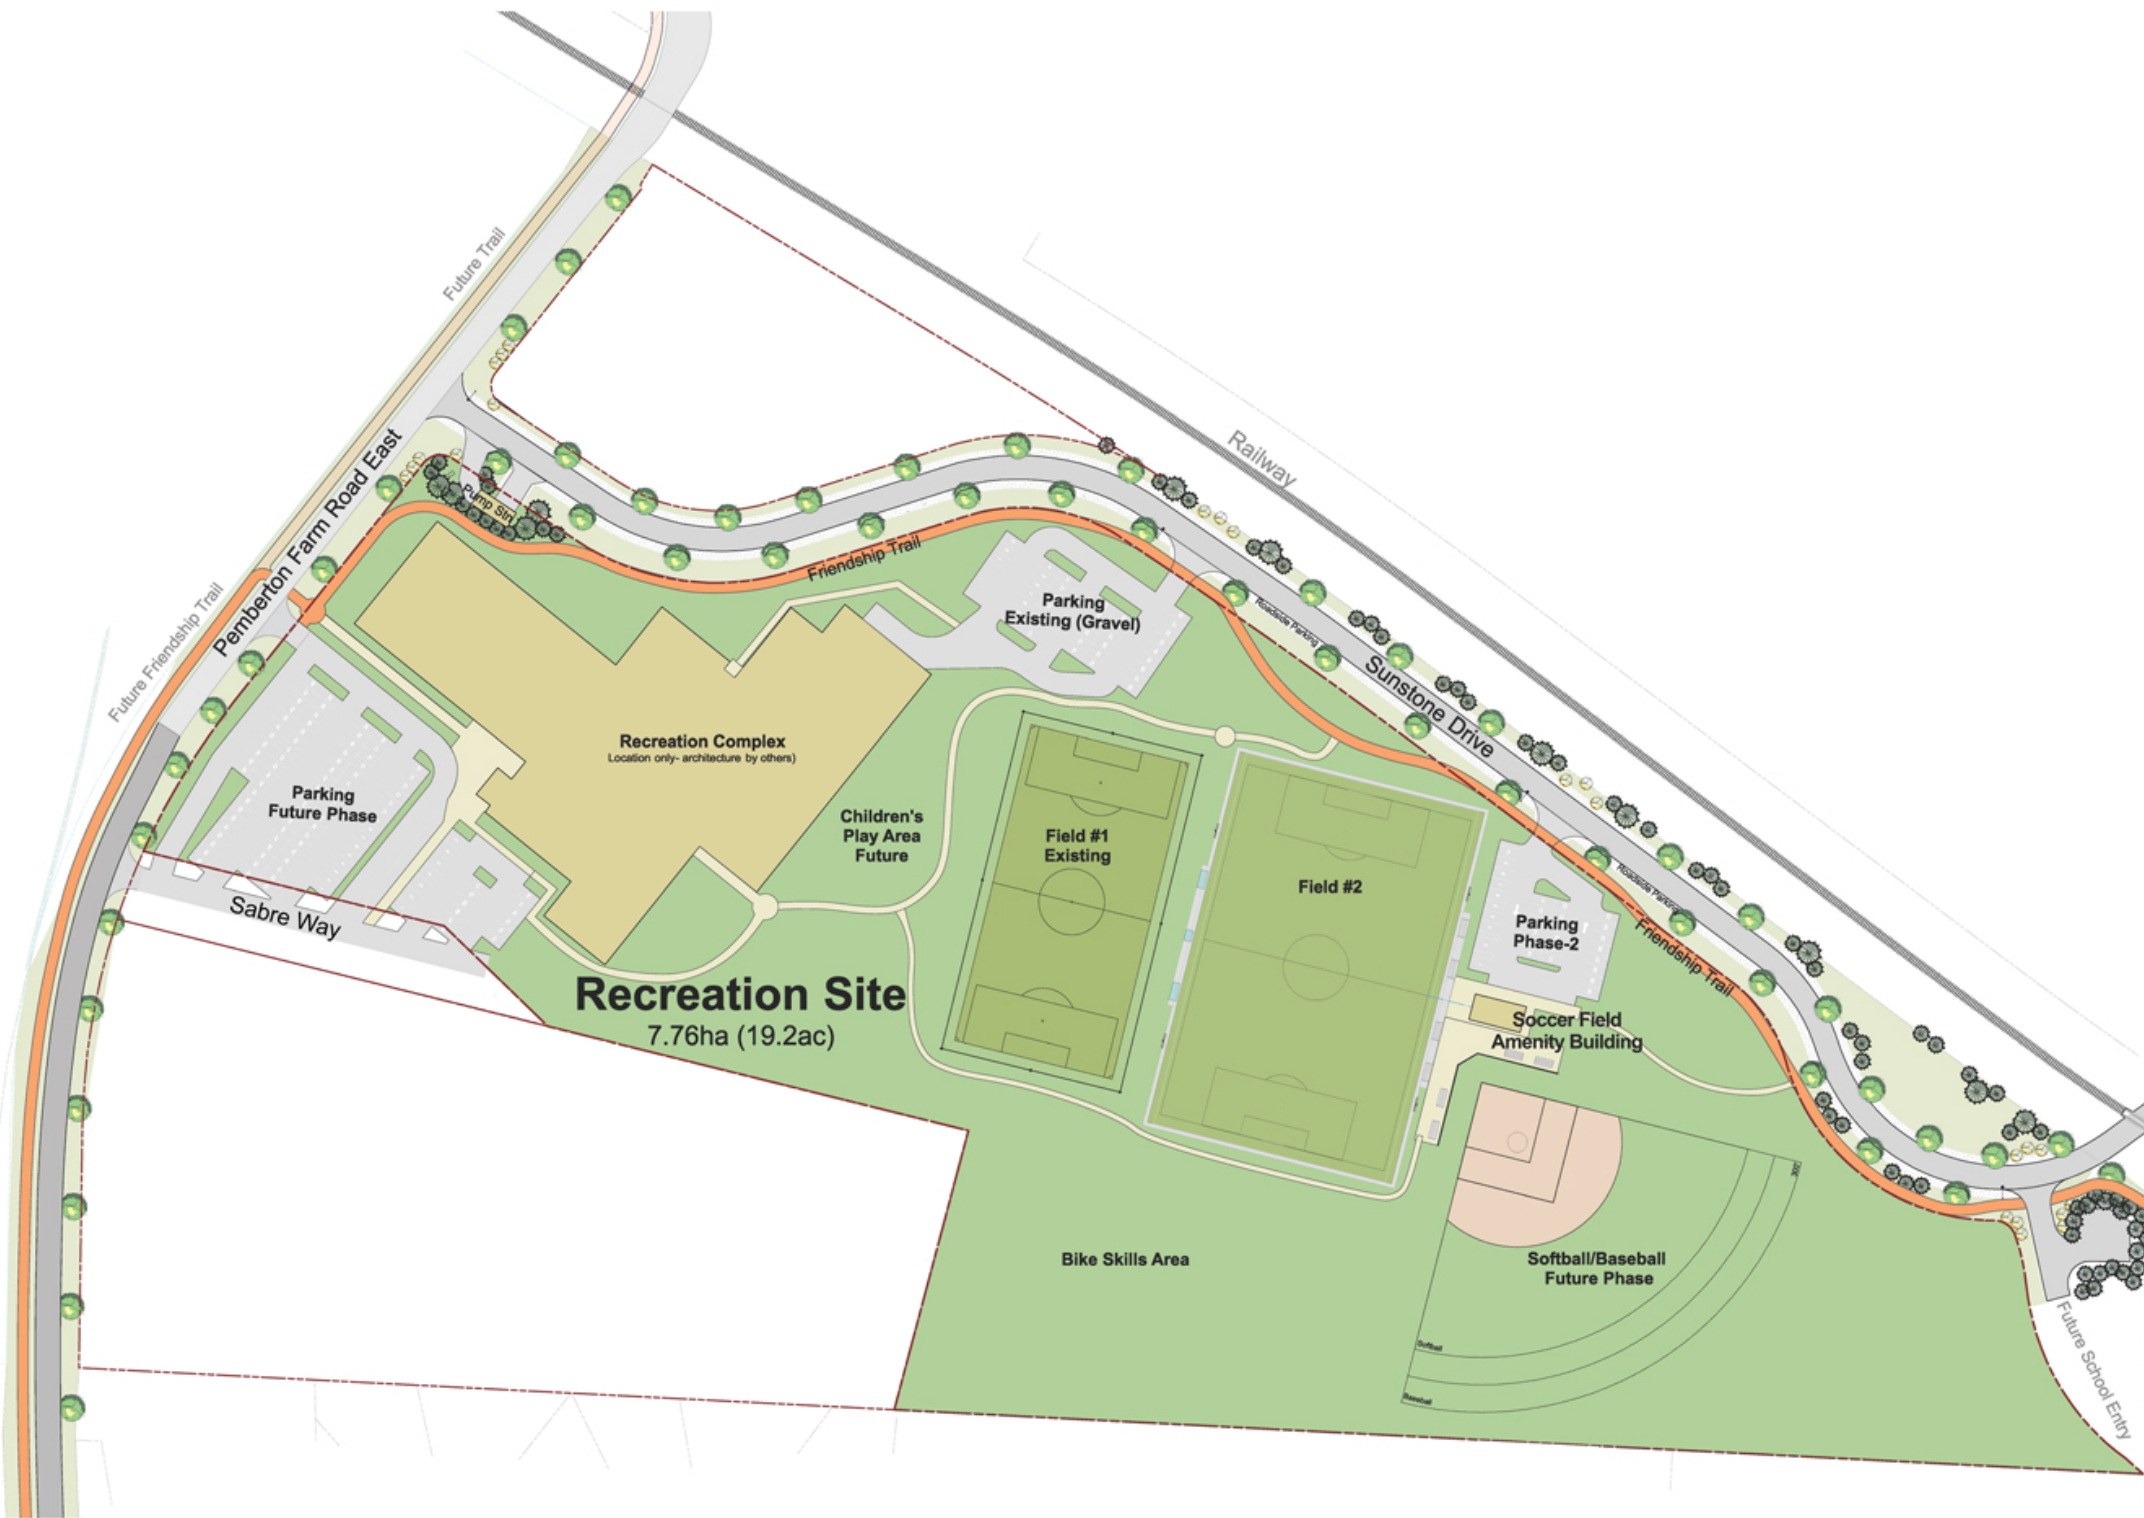 Future Trail
Railway
Pemberton Farm Road East
Pump Stn
Friendship Trail
Future Friendship Trail
Parking
Existing (Gravel)
Roadside Parking
Sunstone Drive
Recreation Complex
Location only- architecture by others)
Parking
Future Phase
Children's
Play Area
Future
Field #1
Existing
Field #2
Roadside Parking
Parking
Phase-2
Friendship Trail
Sabre Way
Recreation Site
7.76ha (19.2ac)
Soccer Field
Amenity Building
Bike Skills Area
Softball/Baseball
Future Phase
Softball
Baseball
Future School Entry